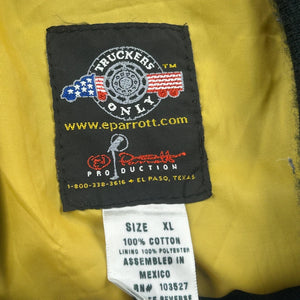 TRUCKERS
ONLY
™
www.eparrott.com
PRODUCTION
1-800-338-3616 EL PASO, TEXAS
SIZE XL
100% COTTON
LINING 100% POLYESTER
ASSEMBLED IN
MEXICO
RN# 103527
REVERSE